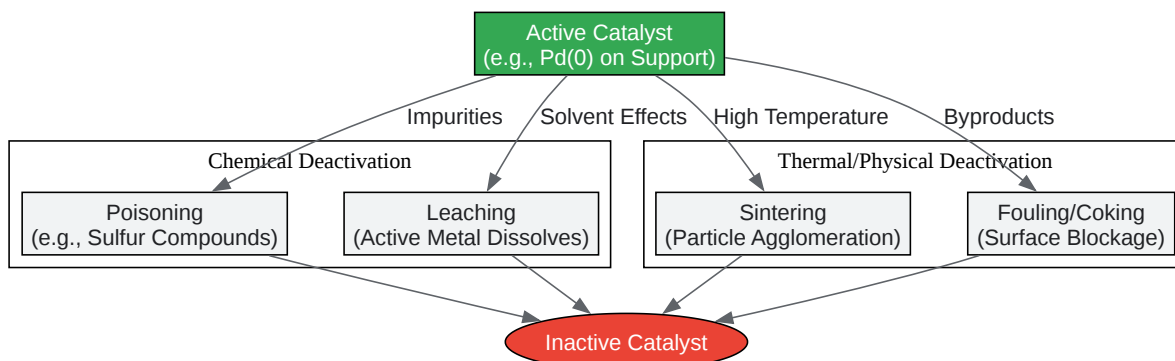 Active Catalyst
(e.g., Pd(0) on Support)
Impurities
Solvent Effects
High Temperature
Byproducts
Chemical Deactivation
Thermal/Physical Deactivation
Poisoning
(e.g., Sulfur Compounds)
Leaching
(Active Metal Dissolves)
Sintering
(Particle Agglomeration)
Fouling/Coking
(Surface Blockage)
Inactive Catalyst